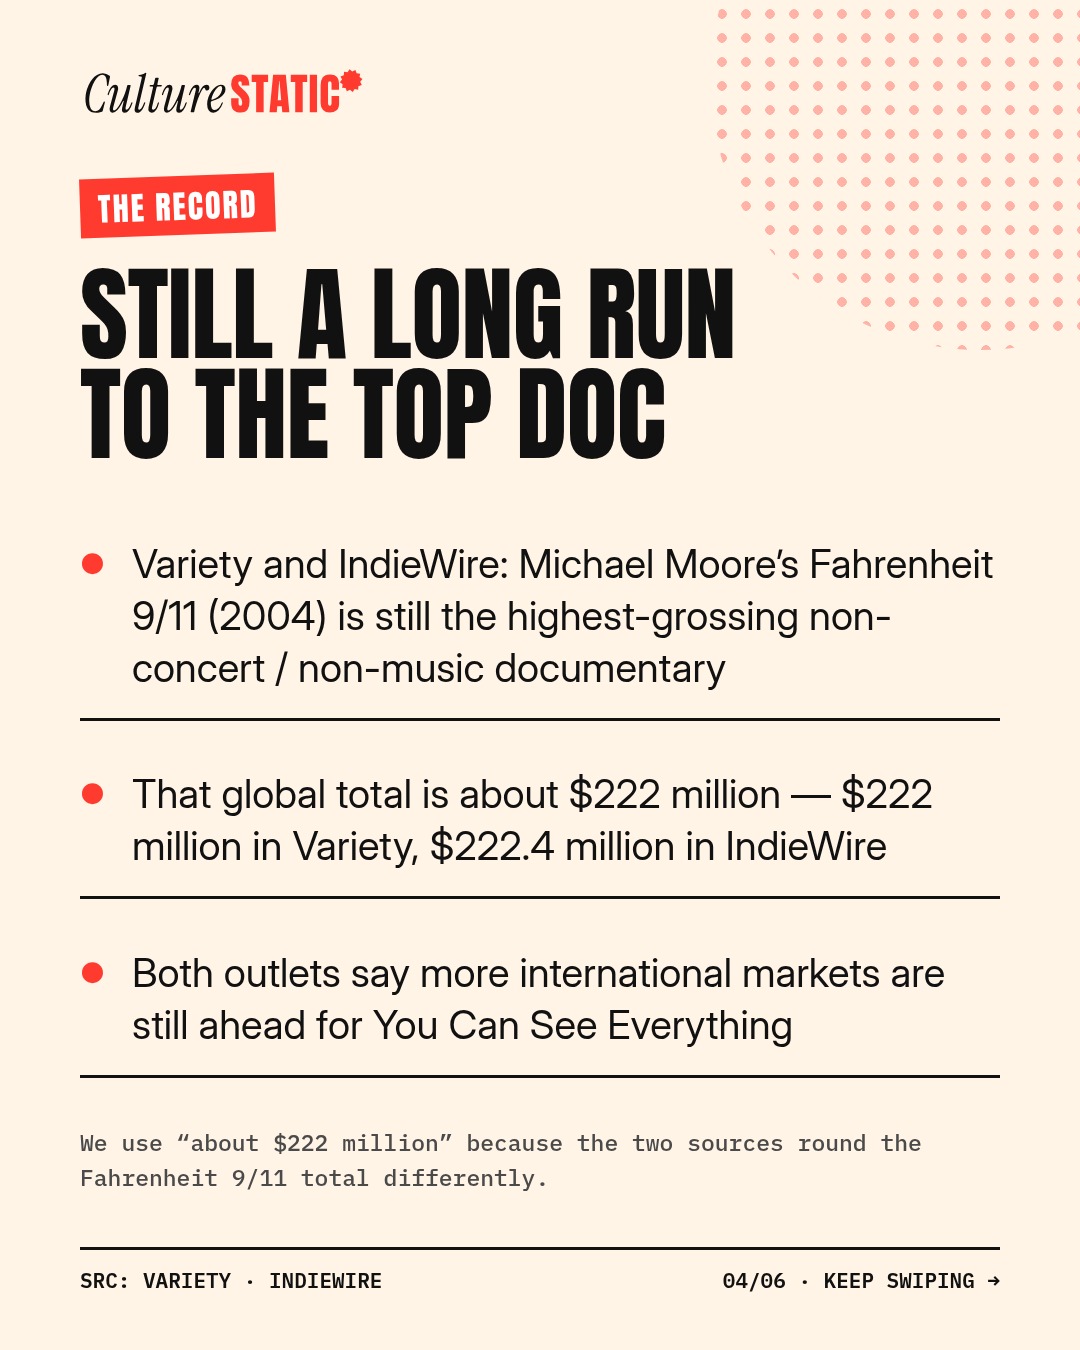 Culture STATIC
THE RECORD
STILL A LONG RUN
TO THE TOP DOC
Variety and IndieWire: Michael Moore’s Fahrenheit
9/11 (2004) is still the highest-grossing non-
concert / non-music documentary
That global total is about $222 million — $222
million in Variety, $222.4 million in IndieWire
Both outlets say more international markets are
still ahead for You Can See Everything
We use “about $222 million” because the two sources round the
Fahrenheit 9/11 total differently.
SRC: VARIETY · INDIEWIRE
04/06 · KEEP SWIPING →